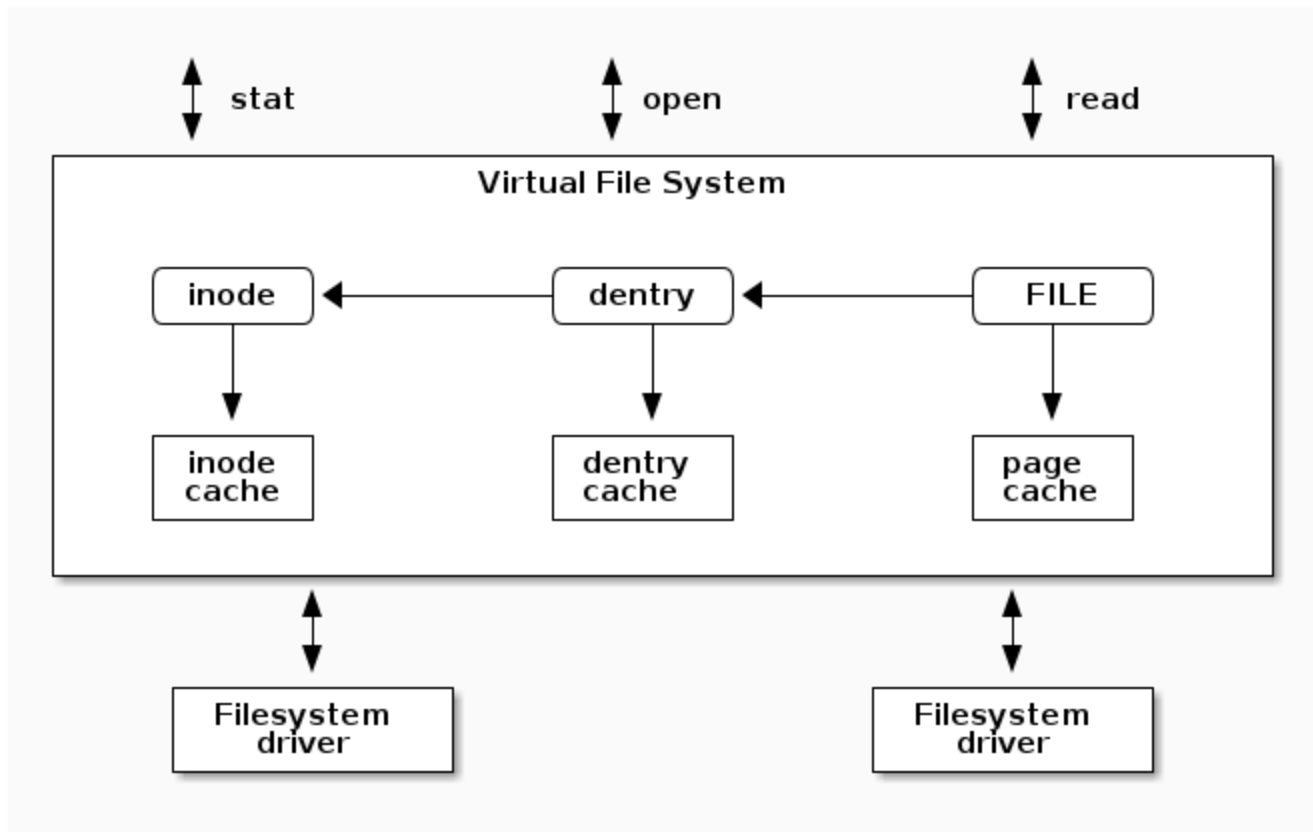 stat
open
read
Virtual File System
inode
dentry
FILE
inode
cache
dentry
cache
page
cache
Filesystem
driver
Filesystem
driver